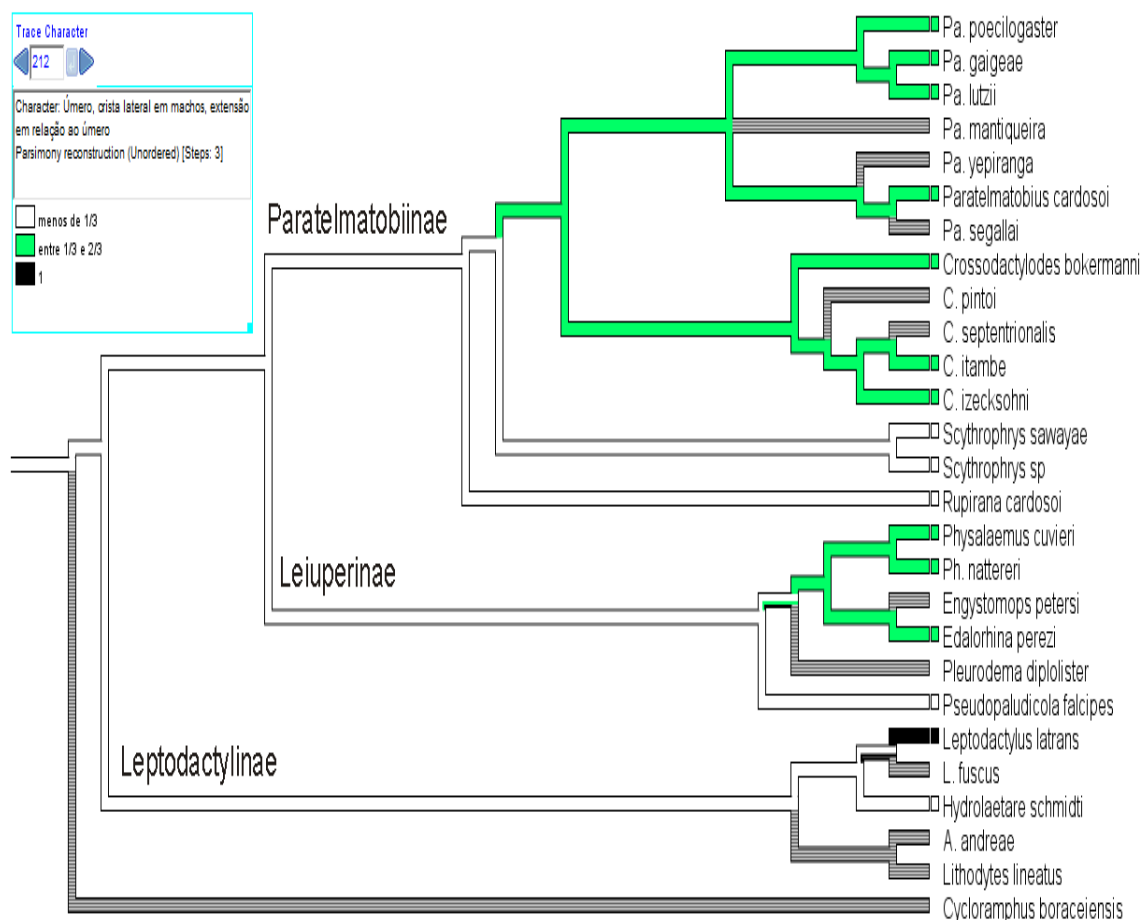 Trace Character
212
Character: Úmero, crista lateral em machos, extensão
em relação ao úmero
Parsimony reconstruction (Unordered) [Steps: 3]
menos de 1/3
entre 1/3 e 2/3
1
Paratelmatobiinae
Leiuperinae
Leptodactylinae
Pa. poecilogaster
Pa. gaigeae
Pa. lutzii
Pa. mantiqueira
Pa. yepiranga
Paratelmatobius cardosoi
Pa. segallai
Crossodactylodes bokermanni
C. pintoi
C. septentrionalis
C. itambe
C. izecksohni
Scythrophrys sawayae
Scythrophrys sp
Rupirana cardosoi
Physalaemus cuvieri
Ph. nattereri
Engystomops petersi
Edalorhina perezi
Pleurodema diplolister
Pseudopaludicola falcipes
Leptodactylus latrans
L. fuscus
Hydrolaetare schmidti
A. andreae
Lithodytes lineatus
Cycloramphus boraceiensis